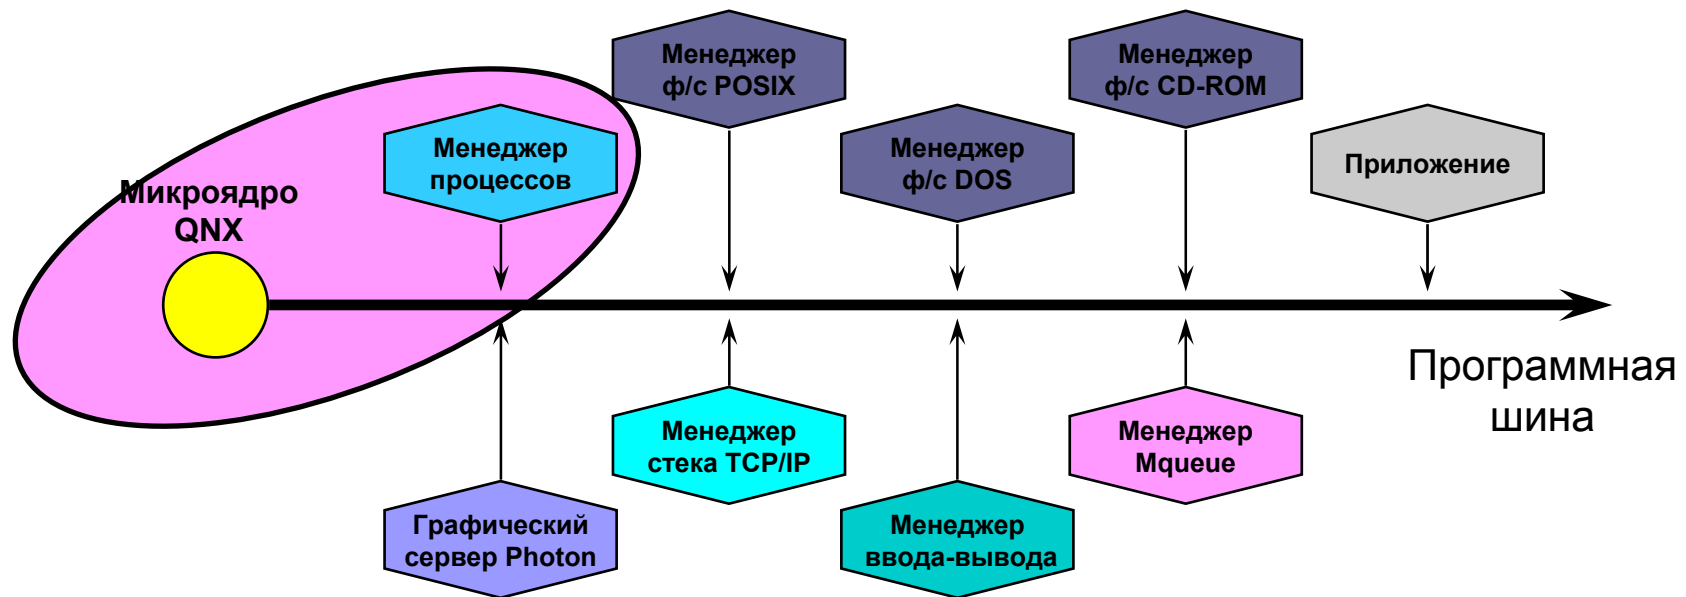 Менеджер
ф/с POSIX
Менеджер
ф/с CD-ROM
Менеджер
процессов
Менеджер
ф/с DOS
Приложение
Микроядро
QNX
Программная
шина
Менеджер
стека TCP/IP
Менеджер
Mqueue
Графический
сервер Photon
Менеджер
ввода-вывода